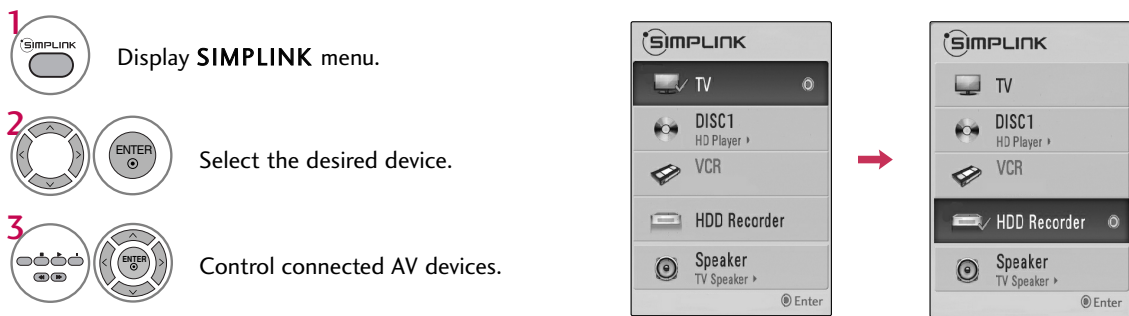 1
SIMPLINK
Display SIMPLINK menu.
2
ENTER
Select the desired device.
3
ENTER
Control connected AV devices.
SIMPLINK
TV
DISC1
HD Player
VCR
HDD Recorder
Speaker
TV Speaker
Enter
SIMPLINK
TV
DISC1
HD Player
VCR
HDD Recorder
Speaker
TV Speaker
Enter